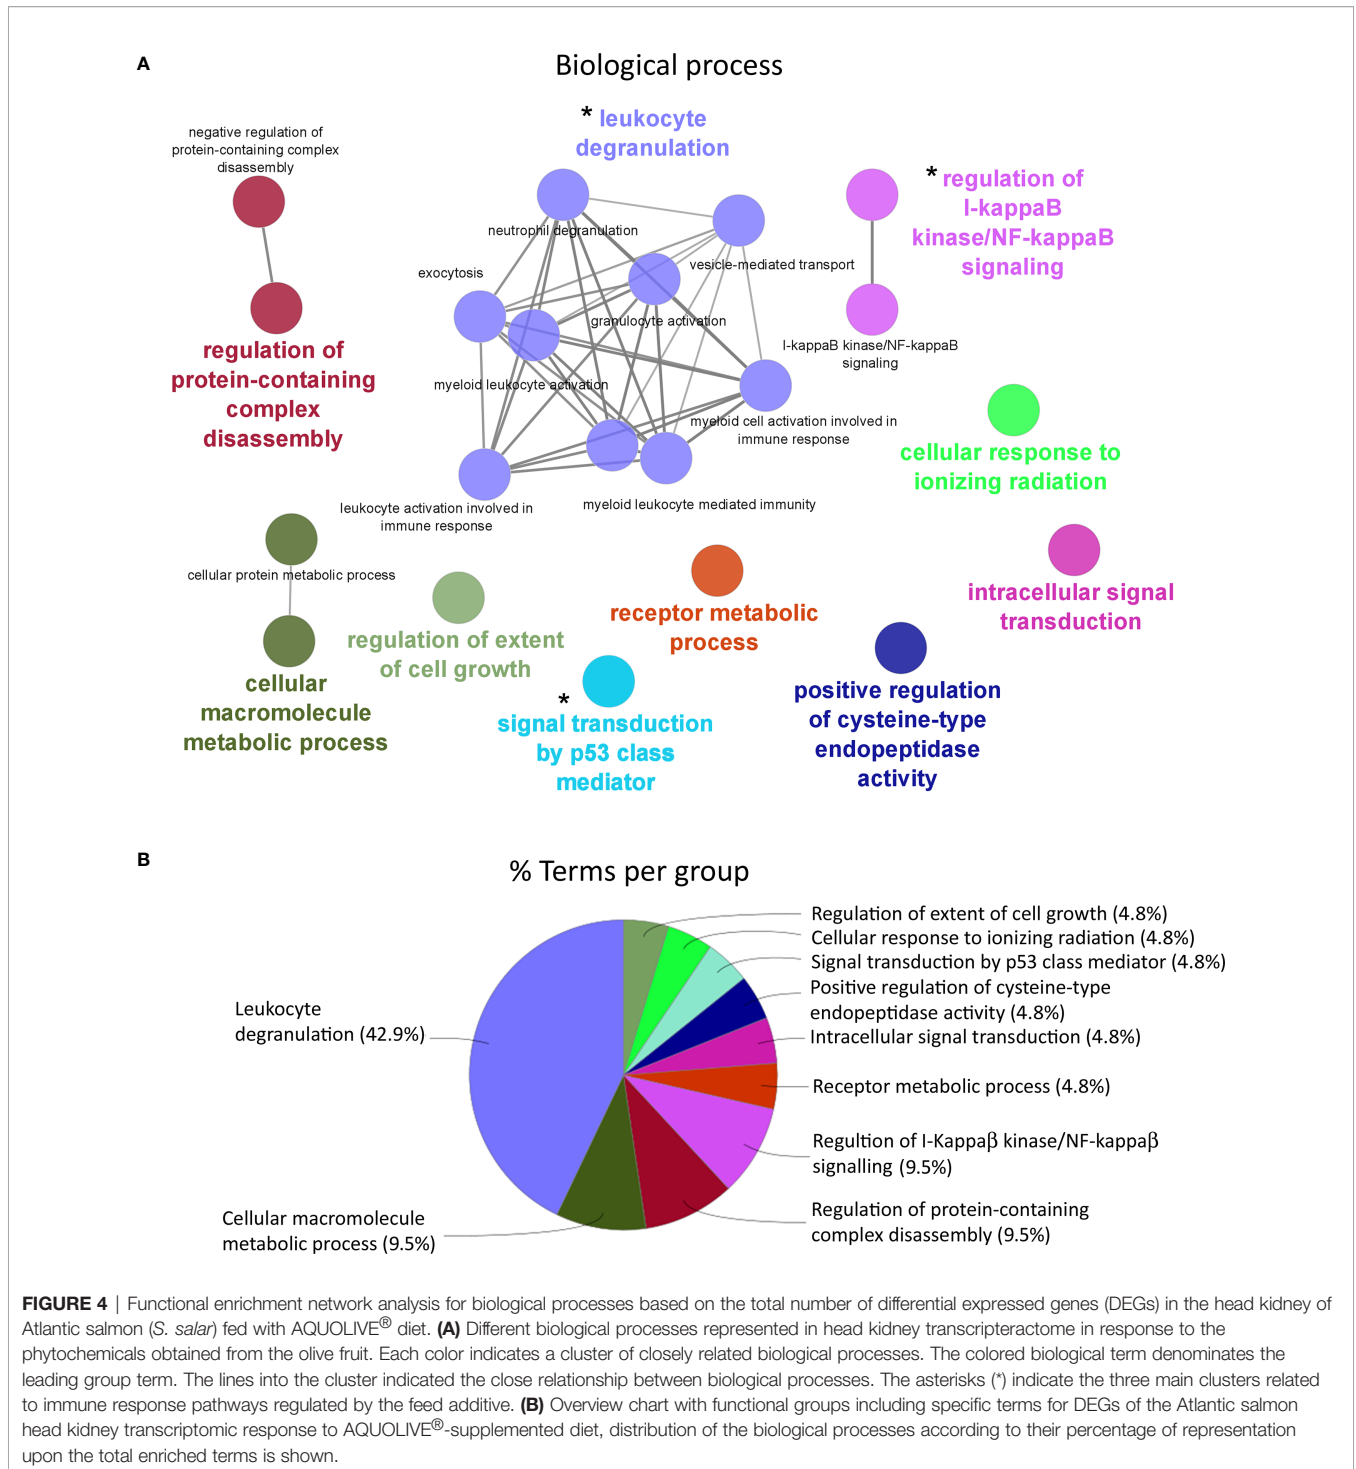 A
Biological process
* leukocyte
degranulation
negative regulation of
protein-containing complex
disassembly
* regulation of
I-kappaB
kinase/NF-kappaB
signaling
neutrophil degranulation
vesicle-mediated transport
exocytosis
granulocyte activation
I-kappaB kinase/NF-kappaB
signaling
regulation of
protein-containing
complex
disassembly
myeloid leukocyte activation
myeloid cell activation involved in
immune response
cellular response to
ionizing radiation
leukocyte activation involved in
immune response
myeloid leukocyte mediated immunity
cellular protein metabolic process
intracellular signal
transduction
receptor metabolic
process
regulation of extent
of cell growth
cellular
macromolecule
metabolic process
*
signal transduction
by p53 class
mediator
positive regulation
of cysteine-type
endopeptidase
activity
B
% Terms per group
Regulation of extent of cell growth (4.8%)
Cellular response to ionizing radiation (4.8%)
Signal transduction by p53 class mediator (4.8%)
Positive regulation of cysteine-type
endopeptidase activity (4.8%)
Intracellular signal transduction (4.8%)
Receptor metabolic process (4.8%)
Regultion of I-Kappaβ kinase/NF-kappaβ
signalling (9.5%)
Regulation of protein-containing
complex disassembly (9.5%)
Leukocyte
degranulation (42.9%)
Cellular macromolecule
metabolic process (9.5%)
FIGURE 4 | Functional enrichment network analysis for biological processes based on the total number of differential expressed genes (DEGs) in the head kidney of
Atlantic salmon (S. salar) fed with AQUOLIVE® diet. (A) Different biological processes represented in head kidney transcripteractome in response to the
phytochemicals obtained from the olive fruit. Each color indicates a cluster of closely related biological processes. The colored biological term denominates the
leading group term. The lines into the cluster indicated the close relationship between biological processes. The asterisks (*) indicate the three main clusters related
to immune response pathways regulated by the feed additive. (B) Overview chart with functional groups including specific terms for DEGs of the Atlantic salmon
head kidney transcriptomic response to AQUOLIVE®-supplemented diet, distribution of the biological processes according to their percentage of representation
upon the total enriched terms is shown.